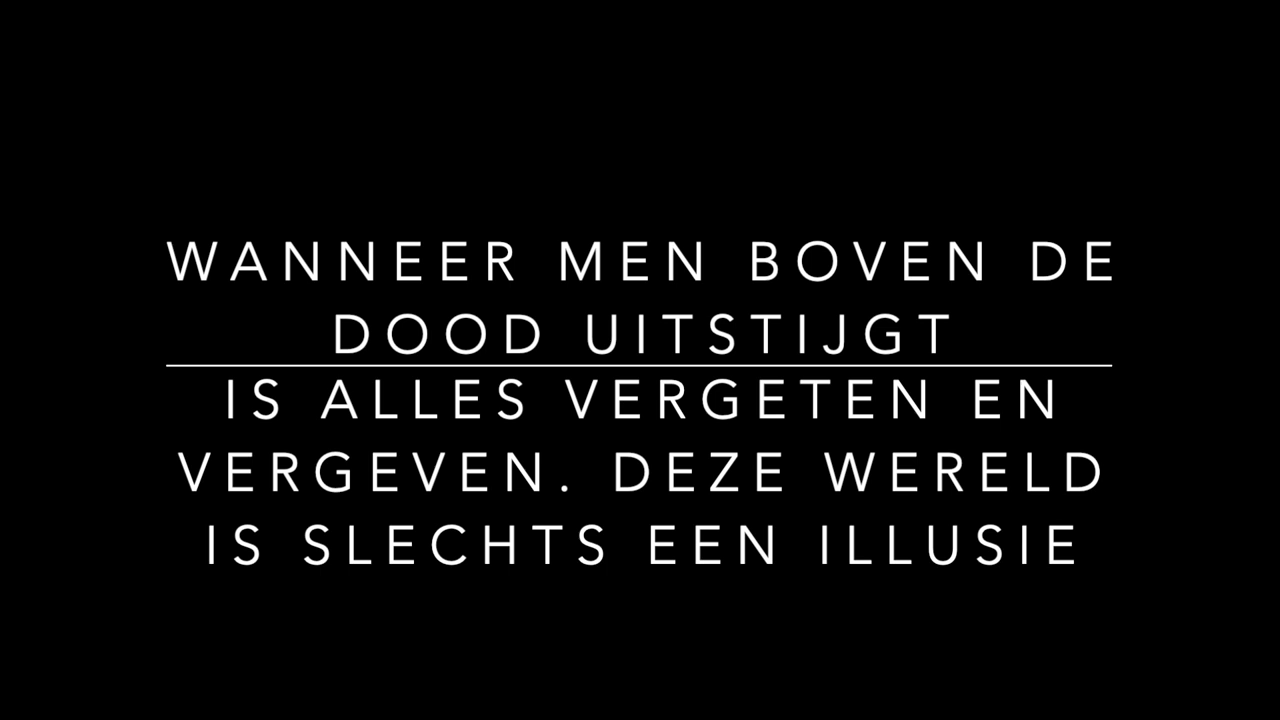 WANNEER MEN BOVEN DE
DOOD UITSTIJGT
IS ALLES VERGETEN EN
VERGEVEN. DEZE WERELD
IS SLECHTS EEN ILLUSIE